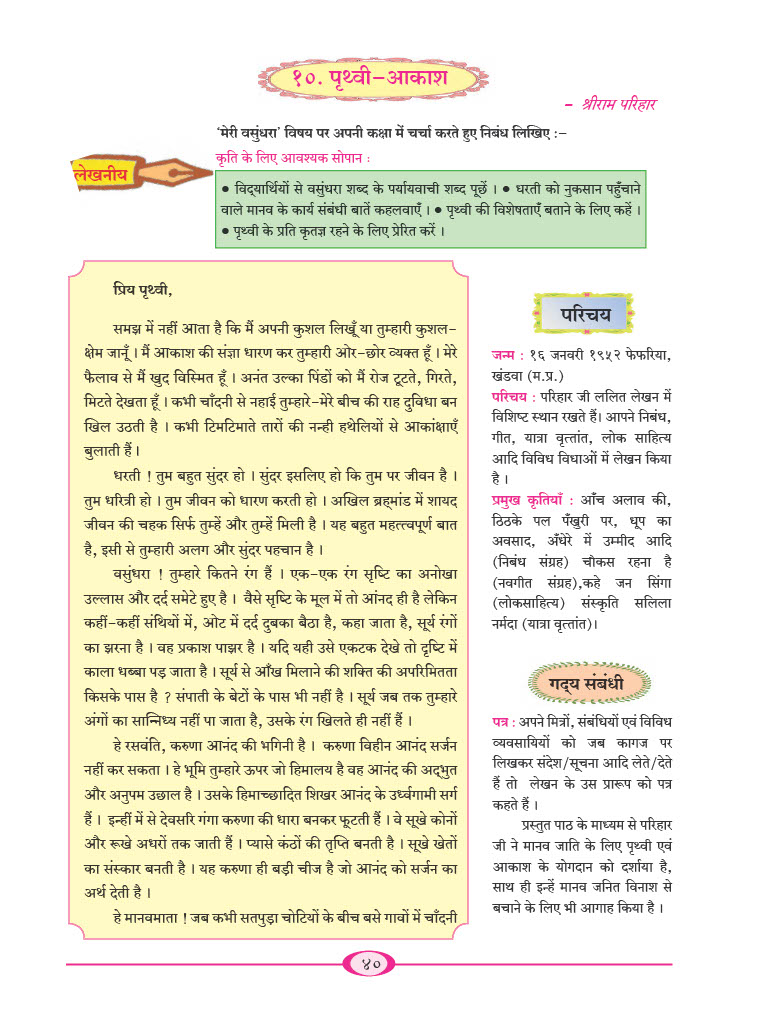 १०. पृथ्वी-आकाश
- श्रीराम परिहार
'मेरी वसुंधरा' विषय पर अपनी कक्षा में चर्चा करते हुए निबंध लिखिए :-
कृति के लिए आवश्यक सोपान :
लेखनीय
● विद्यार्थियों से वसुंधरा शब्द के पर्यायवाची शब्द पूछें । ● धरती को नुकसान पहुँचाने
वाले मानव के कार्य संबंधी बातें कहलवाएँ । ● पृथ्वी की विशेषताएँ बताने के लिए कहें ।
● पृथ्वी के प्रति कृतज्ञ रहने के लिए प्रेरित करें ।
प्रिय पृथ्वी,
समझ में नहीं आता है कि मैं अपनी कुशल लिखूँ या तुम्हारी कुशल-
क्षेम जानूँ । मैं आकाश की संज्ञा धारण कर तुम्हारी ओर-छोर व्यक्त हूँ । मेरे
फैलाव से मैं खुद विस्मित हूँ । अनंत उल्का पिंडों को मैं रोज टूटते, गिरते,
मिटते देखता हूँ । कभी चाँदनी से नहाई तुम्हारे-मेरे बीच की राह दुविधा बन
खिल उठती है । कभी टिमटिमाते तारों की नन्ही हथेलियों से आकांक्षाएँ
बुलाती हैं ।
धरती ! तुम बहुत सुंदर हो । सुंदर इसलिए हो कि तुम पर जीवन है ।
तुम धरित्री हो । तुम जीवन को धारण करती हो । अखिल ब्रह्मांड में शायद
जीवन की चहक सिर्फ तुम्हें और तुम्हें मिली है । यह बहुत महत्त्वपूर्ण बात
है, इसी से तुम्हारी अलग और सुंदर पहचान है ।
वसुंधरा ! तुम्हारे कितने रंग हैं । एक-एक रंग सृष्टि का अनोखा
उल्लास और दर्द समेटे हुए है । वैसे सृष्टि के मूल में तो आंनद ही है लेकिन
कहीं-कहीं संथियों में, ओट में दर्द दुबका बैठा है, कहा जाता है, सूर्य रंगों
का झरना है । वह प्रकाश पाझर है । यदि यही उसे एकटक देखे तो दृष्टि में
काला धब्बा पड़ जाता है । सूर्य से आँख मिलाने की शक्ति की अपरिमितता
किसके पास है ? संपाती के बेटों के पास भी नहीं है । सूर्य जब तक तुम्हारे
अंगों का सान्निध्य नहीं पा जाता है, उसके रंग खिलते ही नहीं हैं ।
हे रसवंति, करुणा आनंद की भगिनी है । करुणा विहीन आनंद सर्जन
नहीं कर सकता । हे भूमि तुम्हारे ऊपर जो हिमालय है वह आनंद की अद्भुत
और अनुपम उछाल है । उसके हिमाच्छादित शिखर आनंद के उर्ध्वगामी सर्ग
हैं । इन्हीं में से देवसरि गंगा करुणा की धारा बनकर फूटती हैं । वे सूखे कोनों
और रूखे अधरों तक जाती हैं । प्यासे कंठों की तृप्ति बनती है । सूखे खेतों
का संस्कार बनती है । यह करुणा ही बड़ी चीज है जो आनंद को सर्जन का
अर्थ देती है ।
हे मानवमाता ! जब कभी सतपुड़ा चोटियों के बीच बसे गावों में चाँदनी
परिचय
जन्म : १६ जनवरी १९५२ फेफरिया,
खंडवा (म.प्र.)
परिचय : परिहार जी ललित लेखन में
विशिष्ट स्थान रखते हैं। आपने निबंध,
गीत, यात्रा वृत्तांत, लोक साहित्य
आदि विविध विधाओं में लेखन किया
है ।
प्रमुख कृतियाँ : आँच अलाव की,
ठिठके पल पँखुरी पर, धूप का
अवसाद, अँधेरे में उम्मीद आदि
(निबंध संग्रह) चौकस रहना है
(नवगीत संग्रह),कहे जन सिंगा
(लोकसाहित्य) संस्कृति सलिला
नर्मदा (यात्रा वृत्तांत)।
गद्य संबंधी
पत्र : अपने मित्रों, संबंधियों एवं विविध
व्यवसायियों को जब कागज पर
लिखकर संदेश/सूचना आदि लेते/देते
हैं तो लेखन के उस प्रारूप को पत्र
कहते हैं ।
प्रस्तुत पाठ के माध्यम से परिहार
जी ने मानव जाति के लिए पृथ्वी एवं
आकाश के योगदान को दर्शाया है,
साथ ही इन्हें मानव जनित विनाश से
बचाने के लिए भी आगाह किया है ।
४०